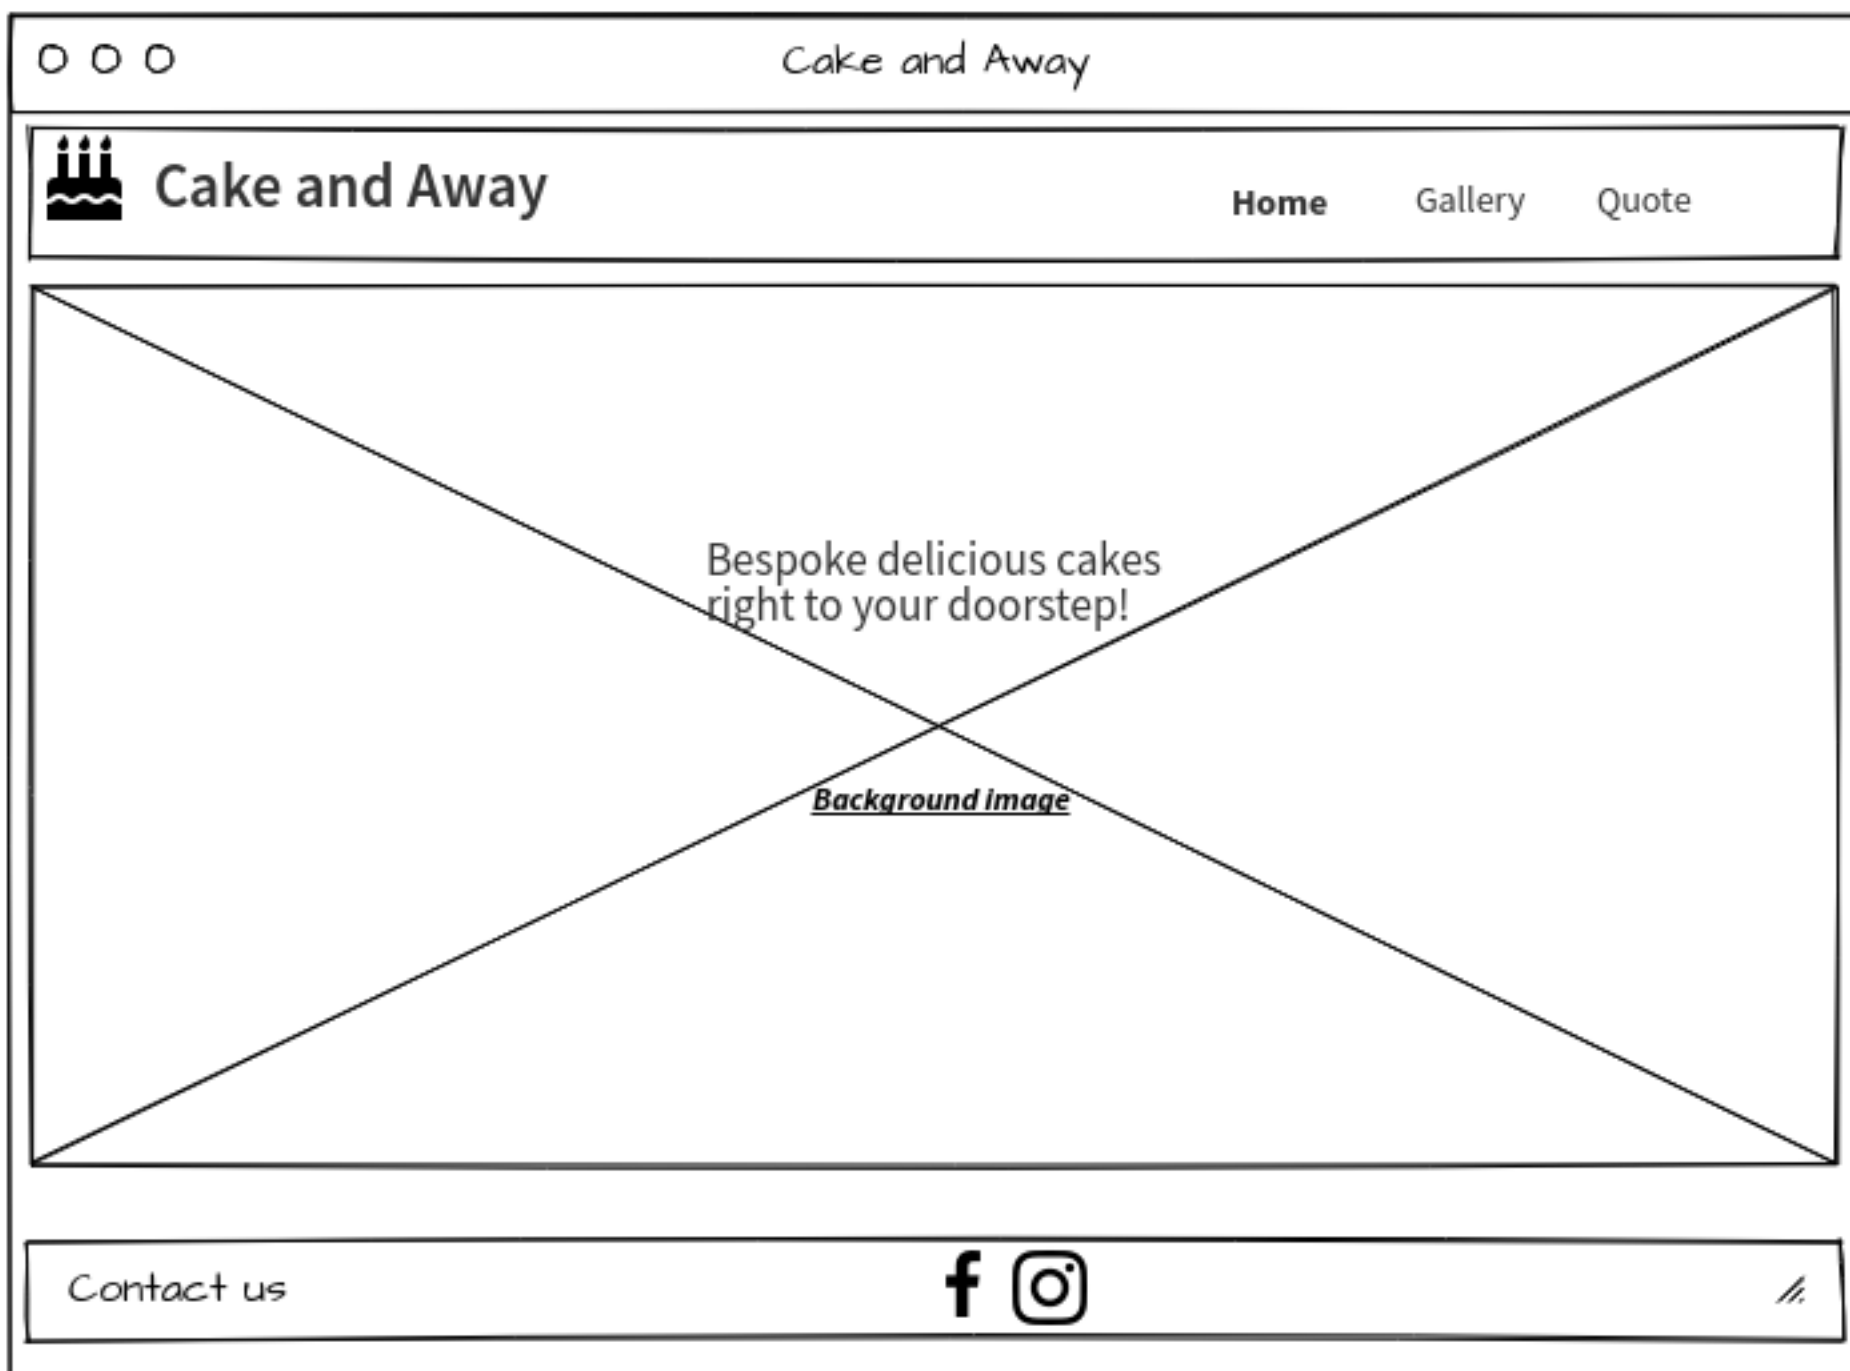 Cake and Away
Cake and Away
Home Gallery Quote
Bespoke delicious cakes
right to your doorstep!
Background image
Contact us